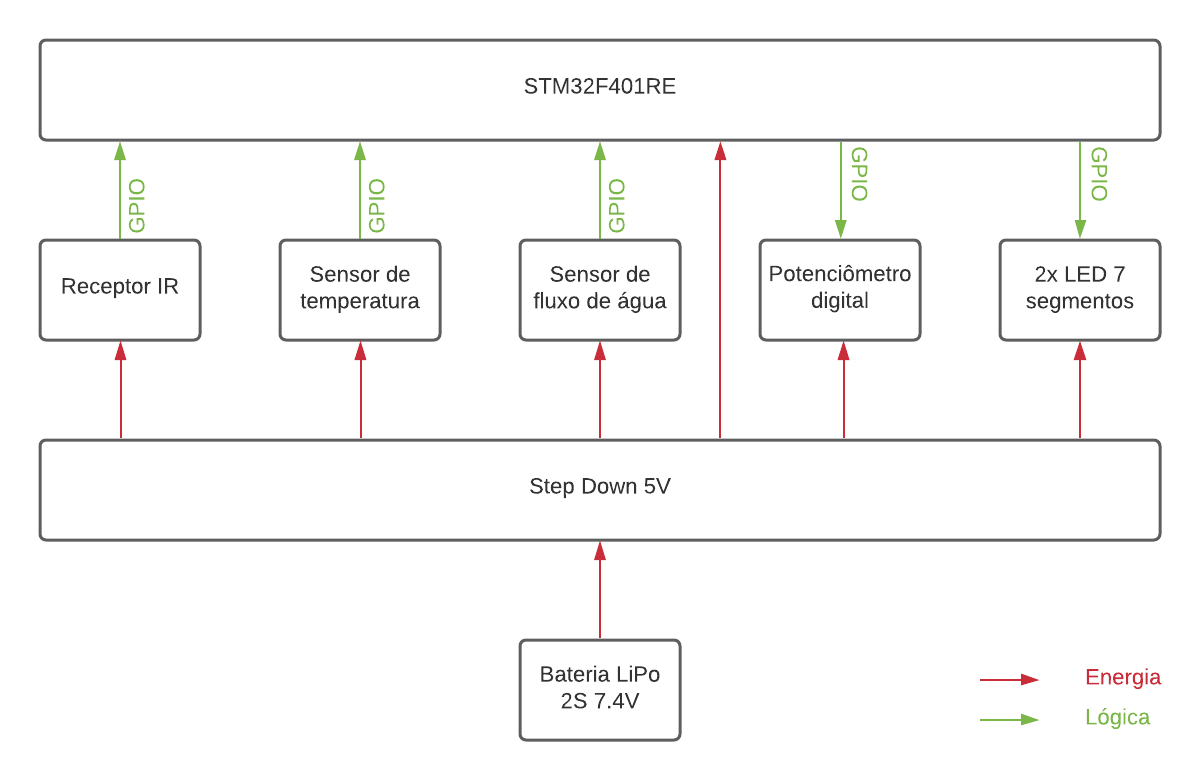 STM32F401RE
GPIO
GPIO
GPIO
GPIO
GPIO
Receptor IR
Sensor de
temperatura
Sensor de
fluxo de água
Potenciômetro
digital
2x LED 7
segmentos
Step Down 5V
Bateria LiPo
2S 7.4V
Energia
Lógica